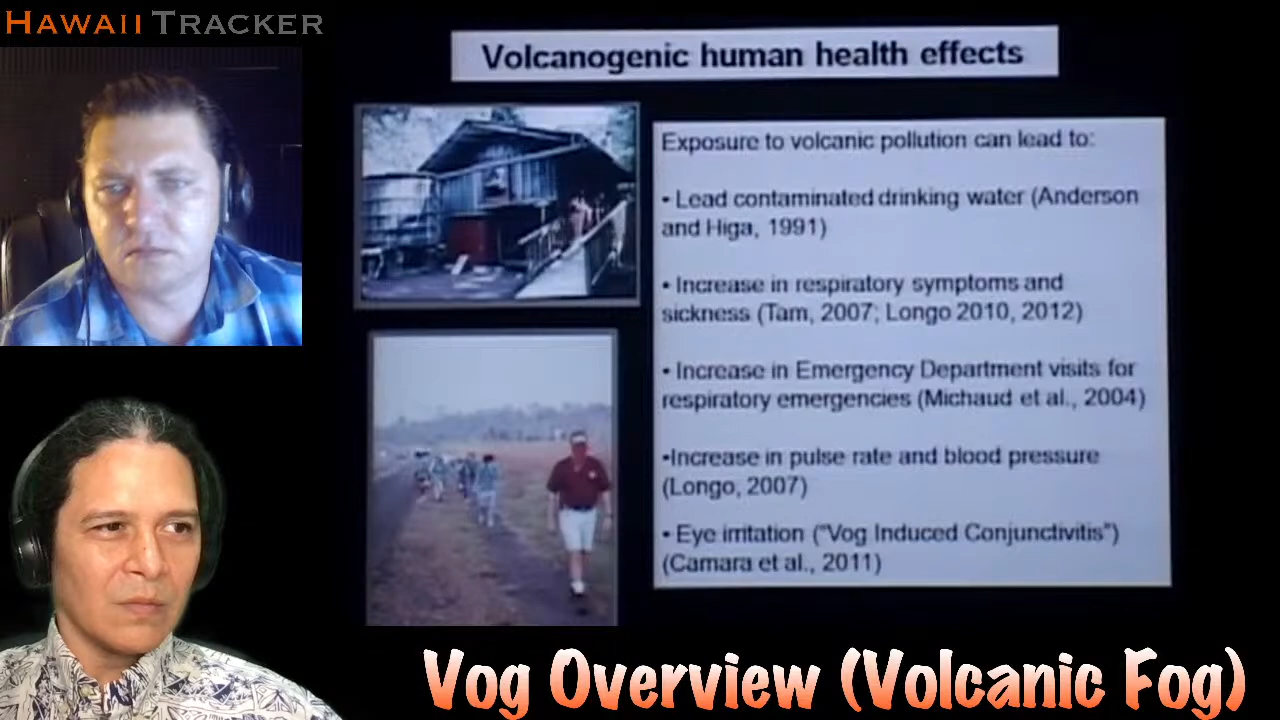 HAWAII TRACKER
Volcanogenic human health effects
Exposure to volcanic pollution can lead to:
• Lead contaminated drinking water (Anderson
and Higa, 1991)
• Increase in respiratory symptoms and
sickness (Tam, 2007; Longo 2010, 2012)
• Increase in Emergency Department visits for
respiratory emergencies (Michaud et al., 2004)
•Increase in pulse rate and blood pressure
(Longo, 2007)
• Eye irritation ("Vog Induced Conjunctivitis")
(Camara et al., 2011)
Vog Overview (Volcanic Fog)